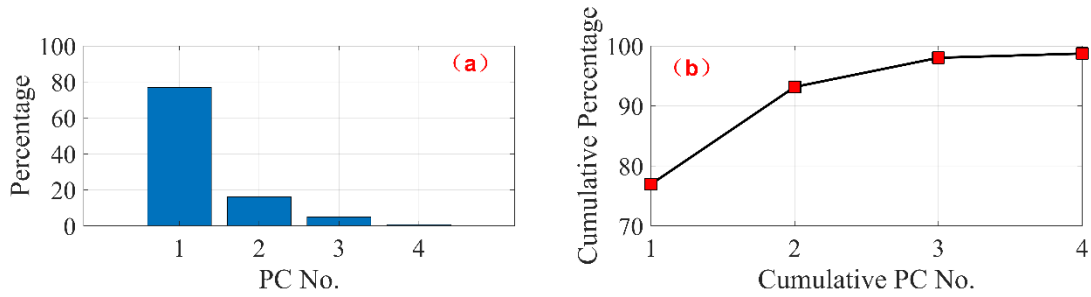 100
80
60
40
20
0
Percentage
(a)
1 2 3 4
PC No.
100
90
80
70
Cumulative Percentage
(b)
1 2 3 4
Cumulative PC No.